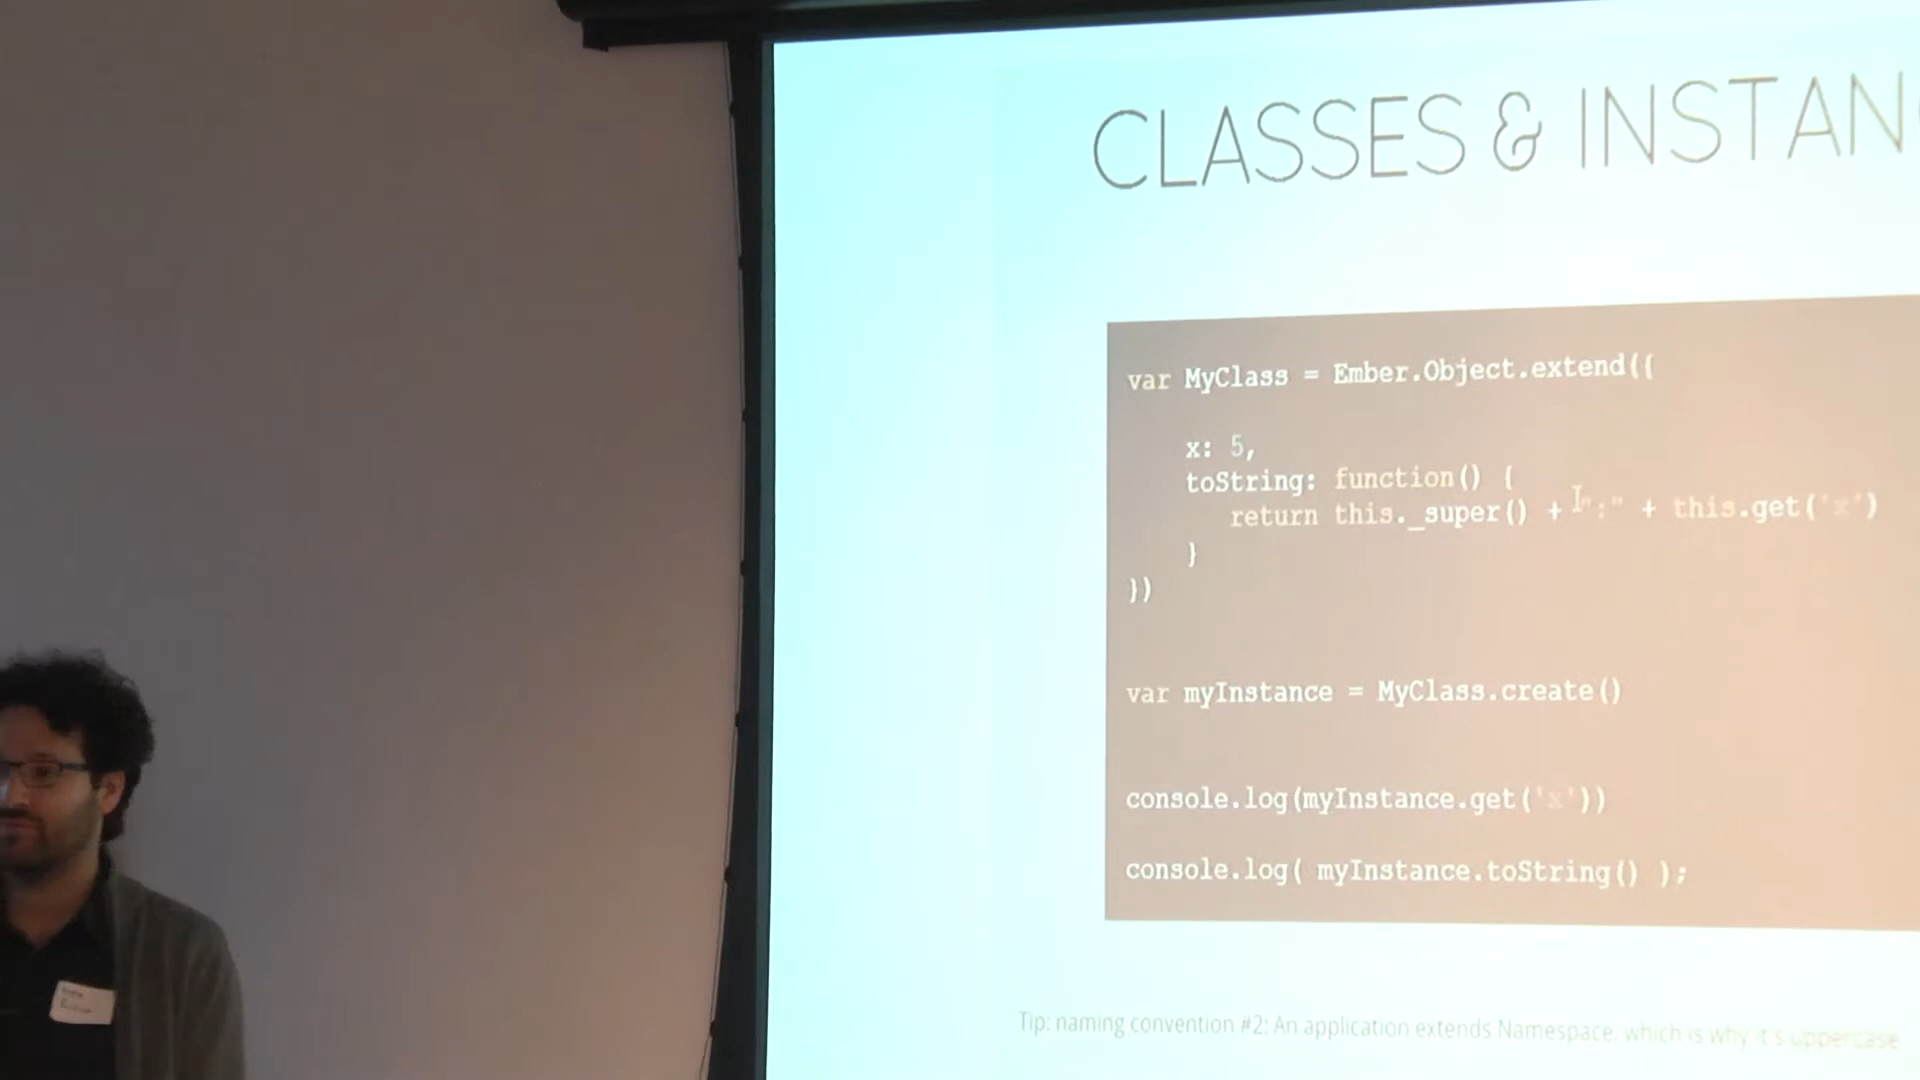 CLASSES & INSTAN
var MyClass = Ember.Object.extend({
x: 5,
toString: function() {
return this._super() + ":" + this.get('x')
}
})
var myInstance = MyClass.create()
console.log(myInstance.get('x'))
console.log( myInstance.toString() );
Tip: naming convention #2: An application extends Namespace, which is why it's uppercase